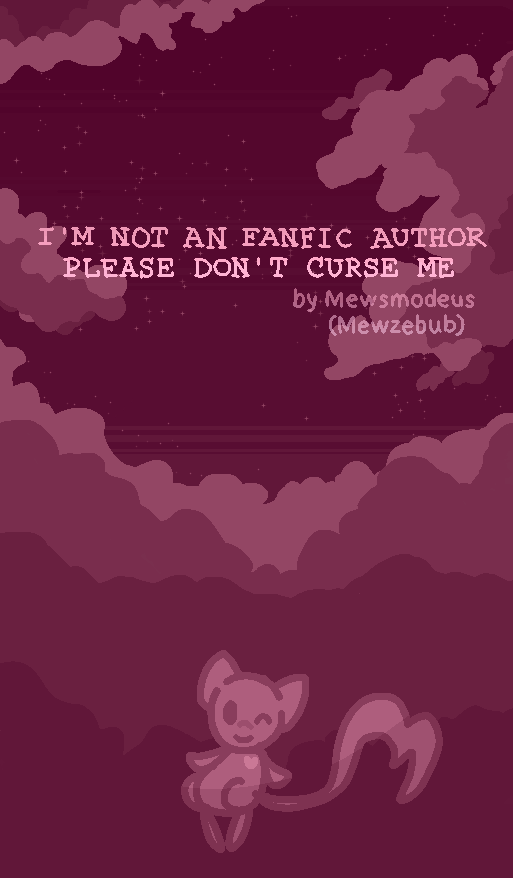 I'M NOT AN FANFIC AUTHOR
PLEASE DON'T CURSE ME
by Mewsmodeus
(Mewzebub)